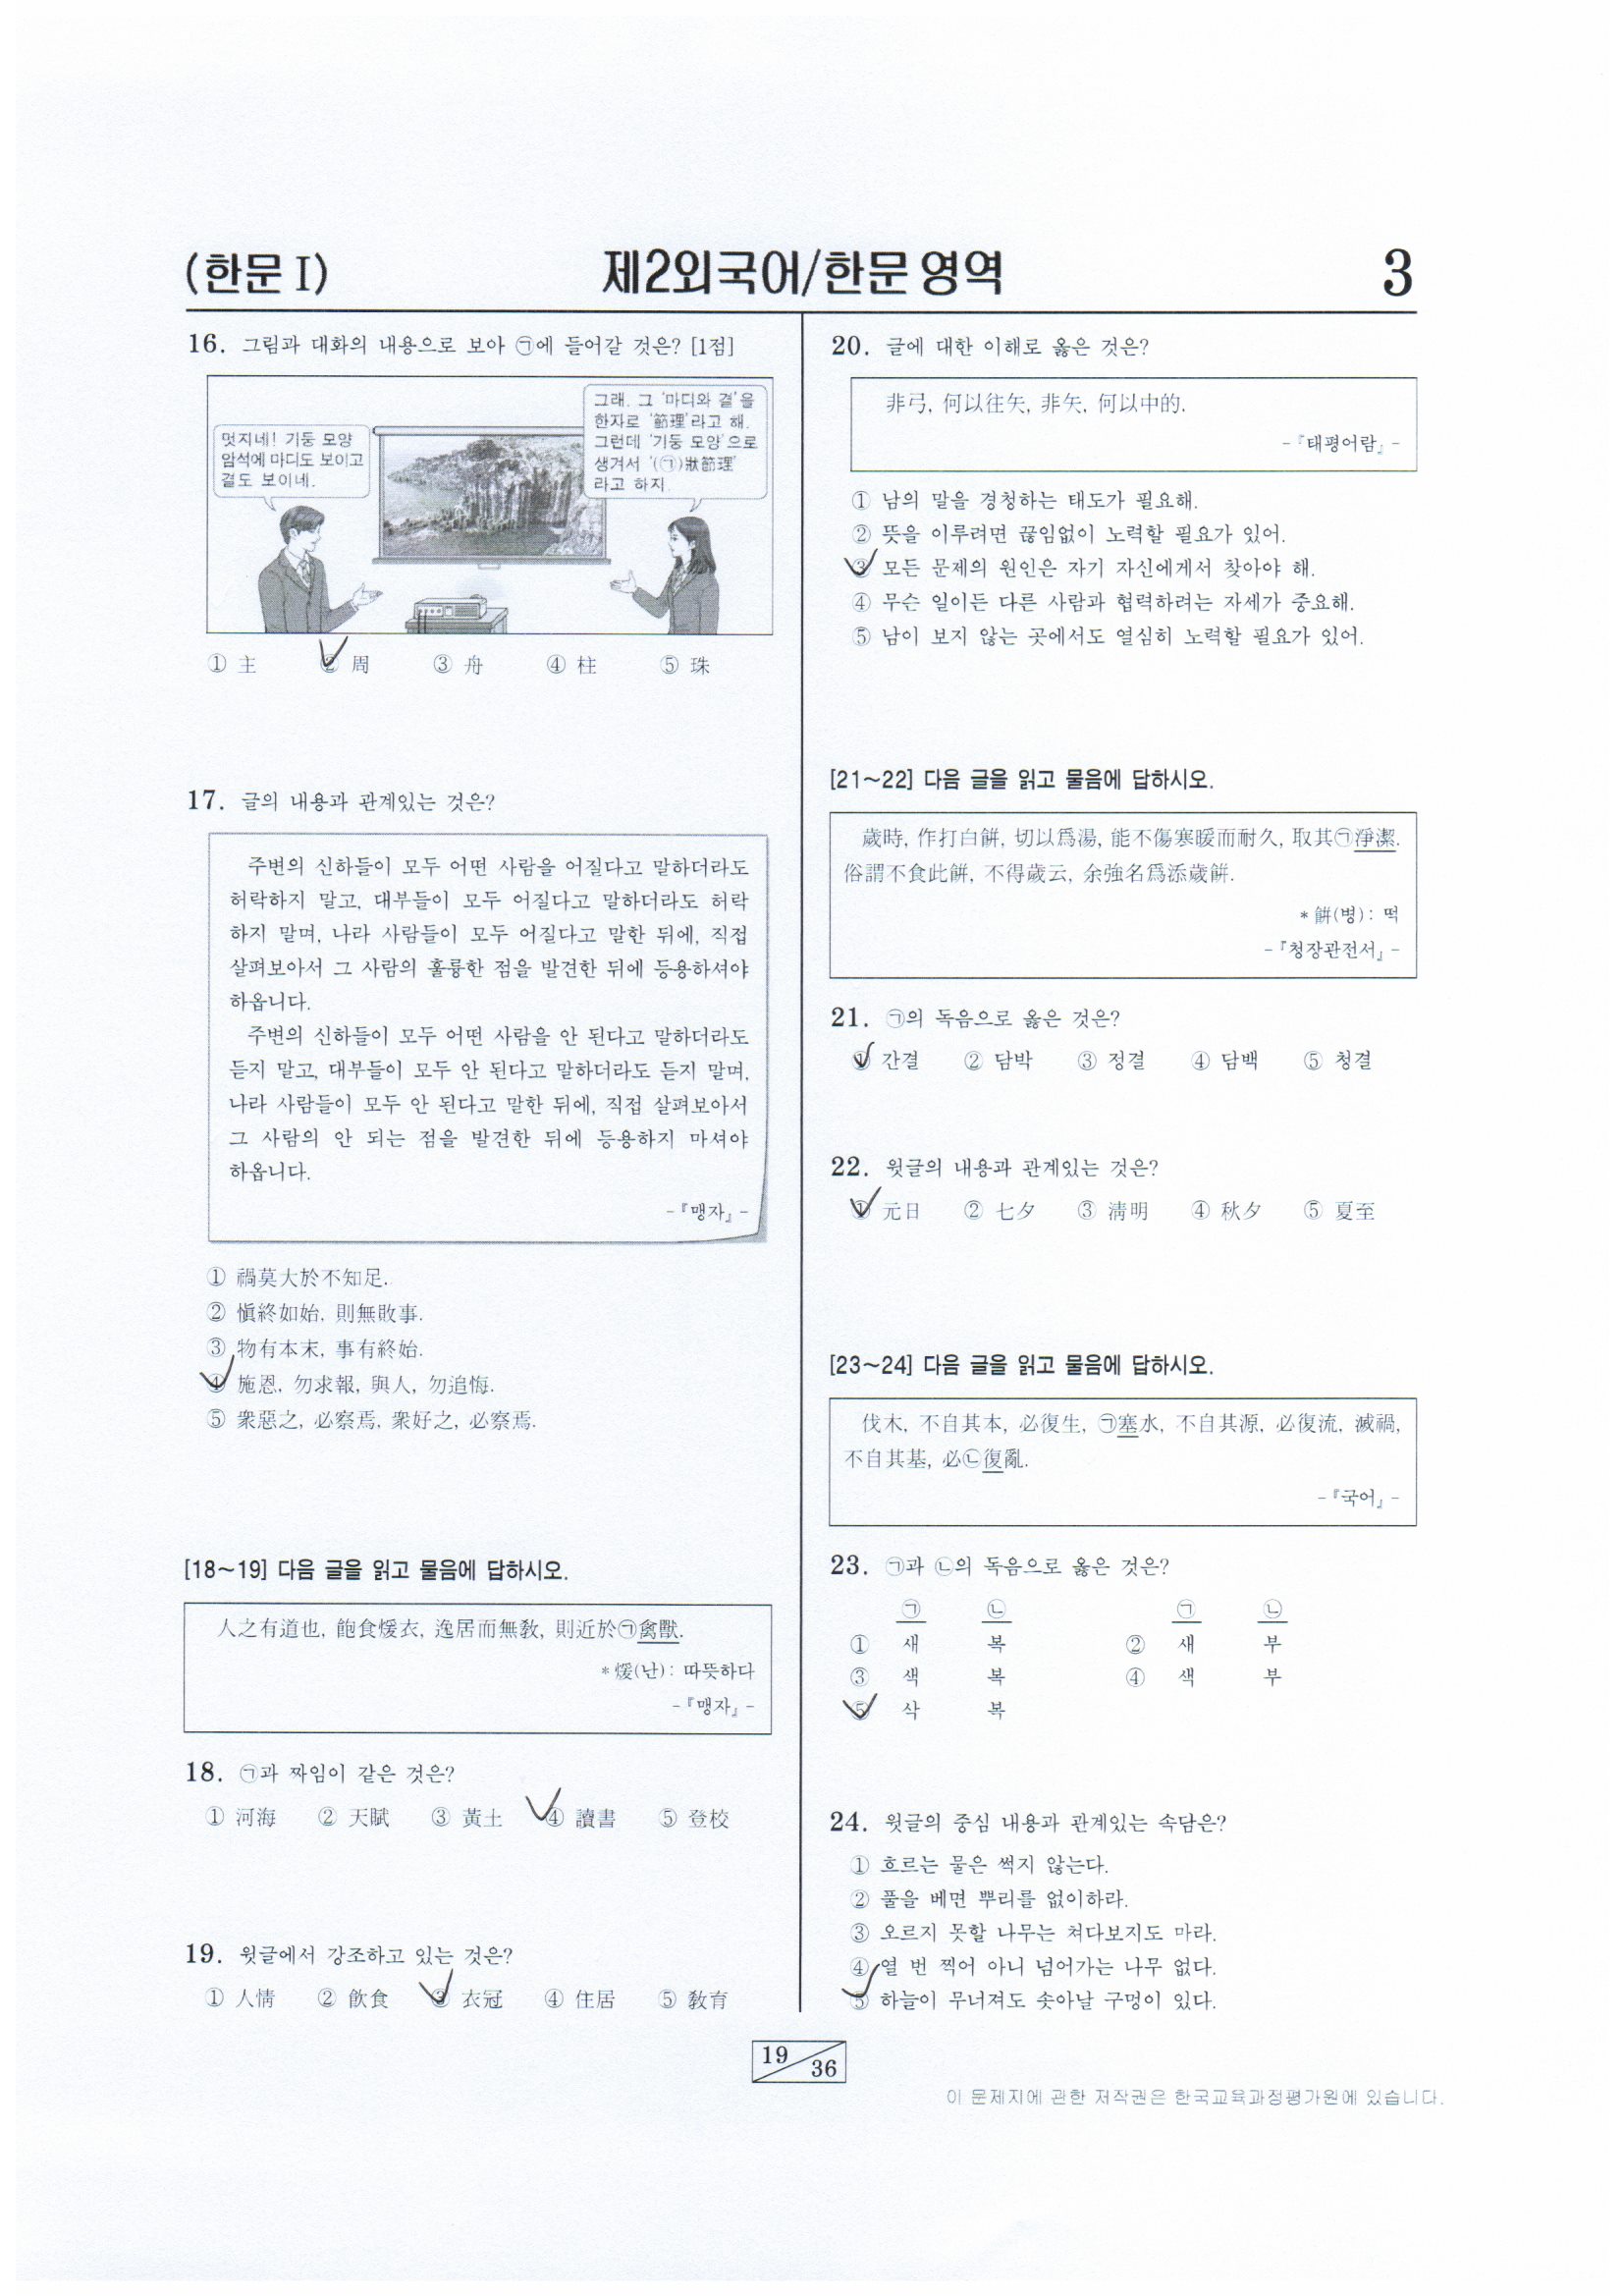 (한문 I)
제2외국어/한문 영역
3
16. 그림과 대화의 내용으로 보아 ㉠에 들어갈 것은? [1점]
멋지네! 기둥 모양
암석에 마디도 보이고
결도 보이네.
그래. 그 '마디와 결'을
한자로 '節理'라고 해.
그런데 '기둥 모양'으로
생겨서 '(㉠)狀節理'
라고 하지.
① 主 ② 周 ③ 舟 ④ 柱 ⑤ 珠
17. 글의 내용과 관계있는 것은?
주변의 신하들이 모두 어떤 사람을 어질다고 말하더라도
허락하지 말고, 대부들이 모두 어질다고 말하더라도 허락
하지 말며, 나라 사람들이 모두 어질다고 말한 뒤에, 직접
살펴보아서 그 사람의 훌륭한 점을 발견한 뒤에 등용하셔야
하옵니다.
주변의 신하들이 모두 어떤 사람을 안 된다고 말하더라도
듣지 말고, 대부들이 모두 안 된다고 말하더라도 듣지 말며,
나라 사람들이 모두 안 된다고 말한 뒤에, 직접 살펴보아서
그 사람의 안 되는 점을 발견한 뒤에 등용하지 마셔야
하옵니다.
-『맹자』-
① 禍莫大於不知足.
② 愼終如始, 則無敗事.
③ 物有本末, 事有終始.
④ 施恩, 勿求報, 與人, 勿追悔.
⑤ 衆惡之, 必察焉, 衆好之, 必察焉.
[18~19] 다음 글을 읽고 물음에 답하시오.
人之有道也, 飽食煖衣, 逸居而無敎, 則近於㉠禽獸.
* 煖(난): 따뜻하다
-『맹자』-
18. ㉠과 짜임이 같은 것은?
① 河海 ② 天賦 ③ 黃土 ④ 讀書 ⑤ 登校
19. 윗글에서 강조하고 있는 것은?
① 人情 ② 飮食 ③ 衣冠 ④ 住居 ⑤ 敎育
20. 글에 대한 이해로 옳은 것은?
非弓, 何以往矢, 非矢, 何以中的.
-『태평어람』-
① 남의 말을 경청하는 태도가 필요해.
② 뜻을 이루려면 끊임없이 노력할 필요가 있어.
③ 모든 문제의 원인은 자기 자신에게서 찾아야 해.
④ 무슨 일이든 다른 사람과 협력하려는 자세가 중요해.
⑤ 남이 보지 않는 곳에서도 열심히 노력할 필요가 있어.
[21~22] 다음 글을 읽고 물음에 답하시오.
歲時, 作打白餠, 切以爲湯, 能不傷寒暖而耐久, 取其㉠淨潔.
俗謂不食此餠, 不得歲云, 余強名爲添歲餠.
* 餠(병): 떡
-『청장관전서』-
21. ㉠의 독음으로 옳은 것은?
① 간결 ② 담박 ③ 정결 ④ 담백 ⑤ 청결
22. 윗글의 내용과 관계있는 것은?
① 元日 ② 七夕 ③ 淸明 ④ 秋夕 ⑤ 夏至
[23~24] 다음 글을 읽고 물음에 답하시오.
伐木, 不自其本, 必復生, ㉠塞水, 不自其源, 必復流, 滅禍,
不自其基, 必㉡復亂.
-『국어』-
23. ㉠과 ㉡의 독음으로 옳은 것은?
㉠ ㉡ ㉠ ㉡
① 새 복 ② 새 부
③ 색 복 ④ 색 부
⑤ 삭 복
24. 윗글의 중심 내용과 관계있는 속담은?
① 흐르는 물은 썩지 않는다.
② 풀을 베면 뿌리를 없이하라.
③ 오르지 못할 나무는 쳐다보지도 마라.
④ 열 번 찍어 아니 넘어가는 나무 없다.
⑤ 하늘이 무너져도 솟아날 구멍이 있다.
19 36
이 문제지에 관한 저작권은 한국교육과정평가원에 있습니다.